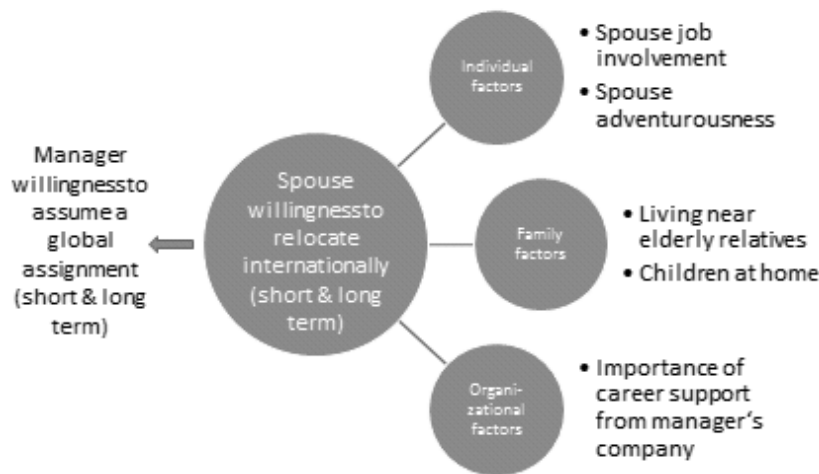 Manager
willingnessto
assume a
global
assignment
(short & long
term)
Spouse
willingnessto
relocate
internationally
(short & long
term)
Individual
factors
• Spouse job
involvement
• Spouse
adventurousness
Family
factors
• Living near
elderly relatives
• Children at home
Organi-
zational
factors
• Importance of
career support
from manager‘s
company